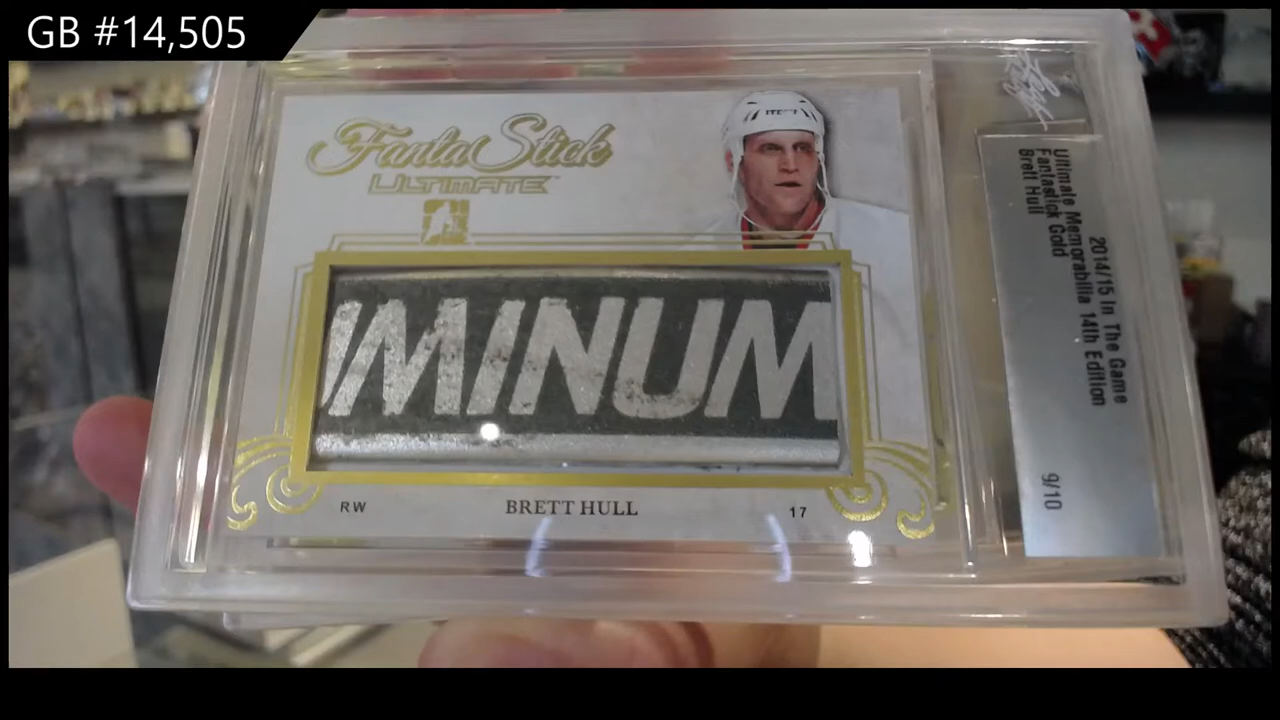 GB #14,505
FantaStick
ULTIMATE
MINUM
RW
BRETT HULL
17
Leaf
2014/15 In The Game
Ultimate Memorabilia 14th Edition
Fantastick Gold
Brett Hull
9/10